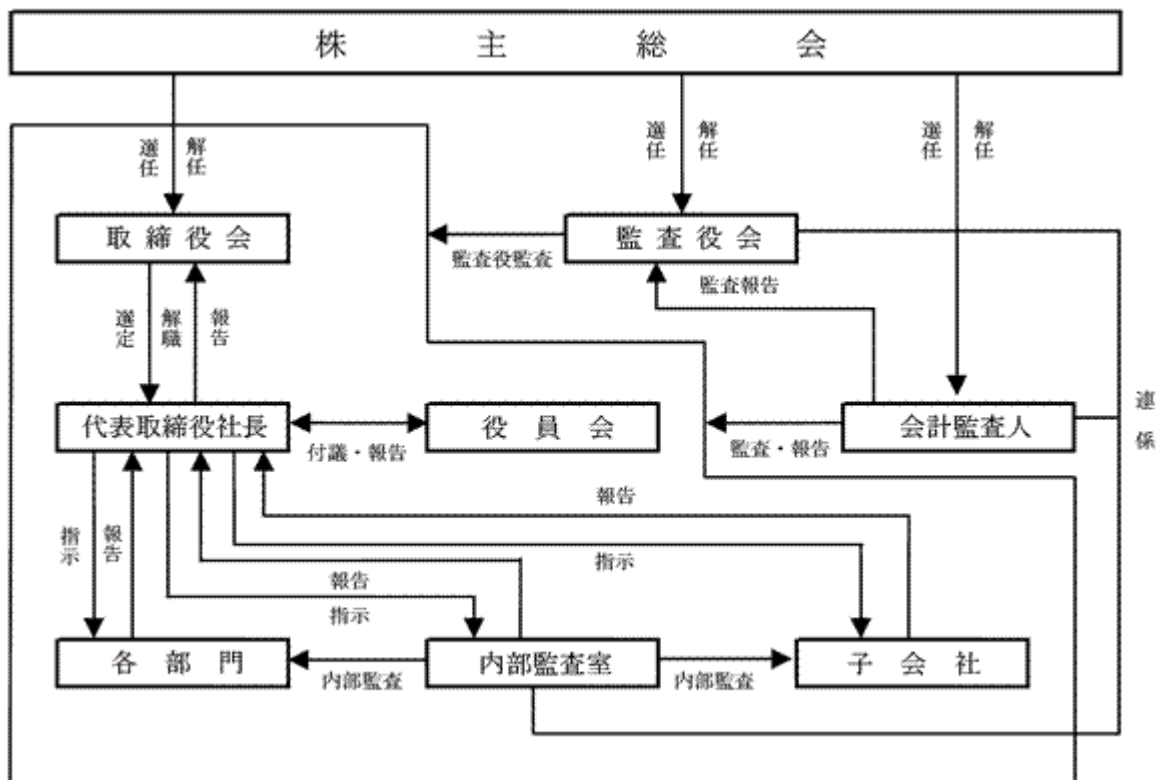 株主総会
選任
解任
選任
解任
選任
解任
取締役会
監査役会
監査役監査
監査報告
選定
解職
報告
代表取締役社長
役員会
会計監査人
付議・報告
監査・報告
連係
報告
指示
報告
指示
報告
指示
各部門
内部監査室
子会社
内部監査
内部監査